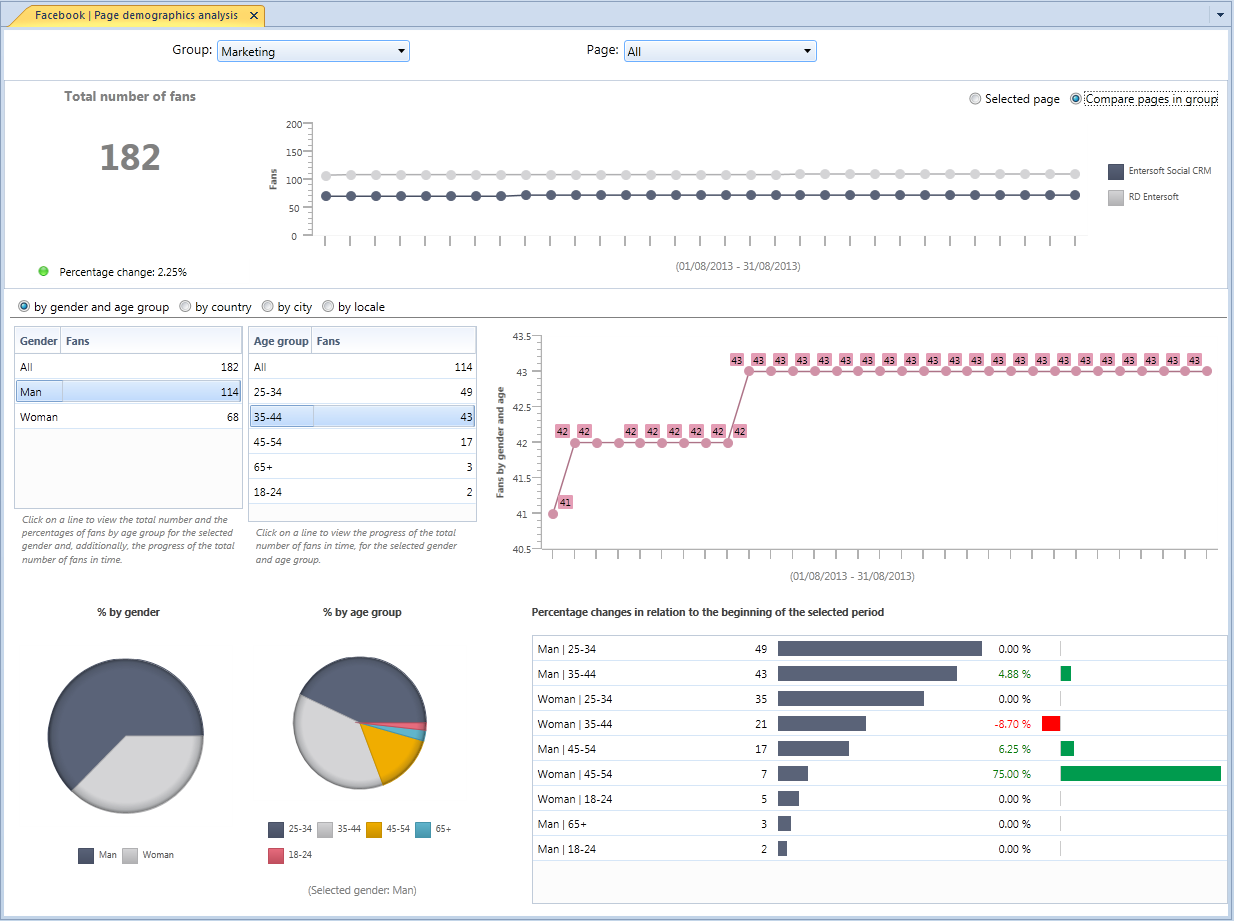 Facebook | Page demographics analysis
Group: Marketing Page: All
Total number of fans
Selected page Compare pages in group
182
Fans
200
150
100
50
0
Entersoft Social CRM
RD Entersoft
(01/08/2013 - 31/08/2013)
Percentage change: 2.25%
by gender and age group by country by city by locale
Gender Fans
All 182
Man 114
Woman 68
Click on a line to view the total number and the
percentages of fans by age group for the selected
gender and, additionally, the progress of the total
number of fans in time.
Age group Fans
All 114
25-34 49
35-44 43
45-54 17
65+ 3
18-24 2
Click on a line to view the progress of the total
number of fans in time, for the selected gender
and age group.
Fans by gender and age
43.5
43
42.5
42
41.5
41
40.5
43 43 43 43 43 43 43 43 43 43 43 43 43 43 43 43 43 43 43 43 43 43
42 42 42 42 42 42 42 42
41
(01/08/2013 - 31/08/2013)
% by gender
Man Woman
% by age group
25-34 35-44 45-54 65+
18-24
(Selected gender: Man)
Percentage changes in relation to the beginning of the selected period
Man | 25-34 49 0.00 %
Man | 35-44 43 4.88 %
Woman | 25-34 35 0.00 %
Woman | 35-44 21 -8.70 %
Man | 45-54 17 6.25 %
Woman | 45-54 7 75.00 %
Woman | 18-24 5 0.00 %
Man | 65+ 3 0.00 %
Man | 18-24 2 0.00 %